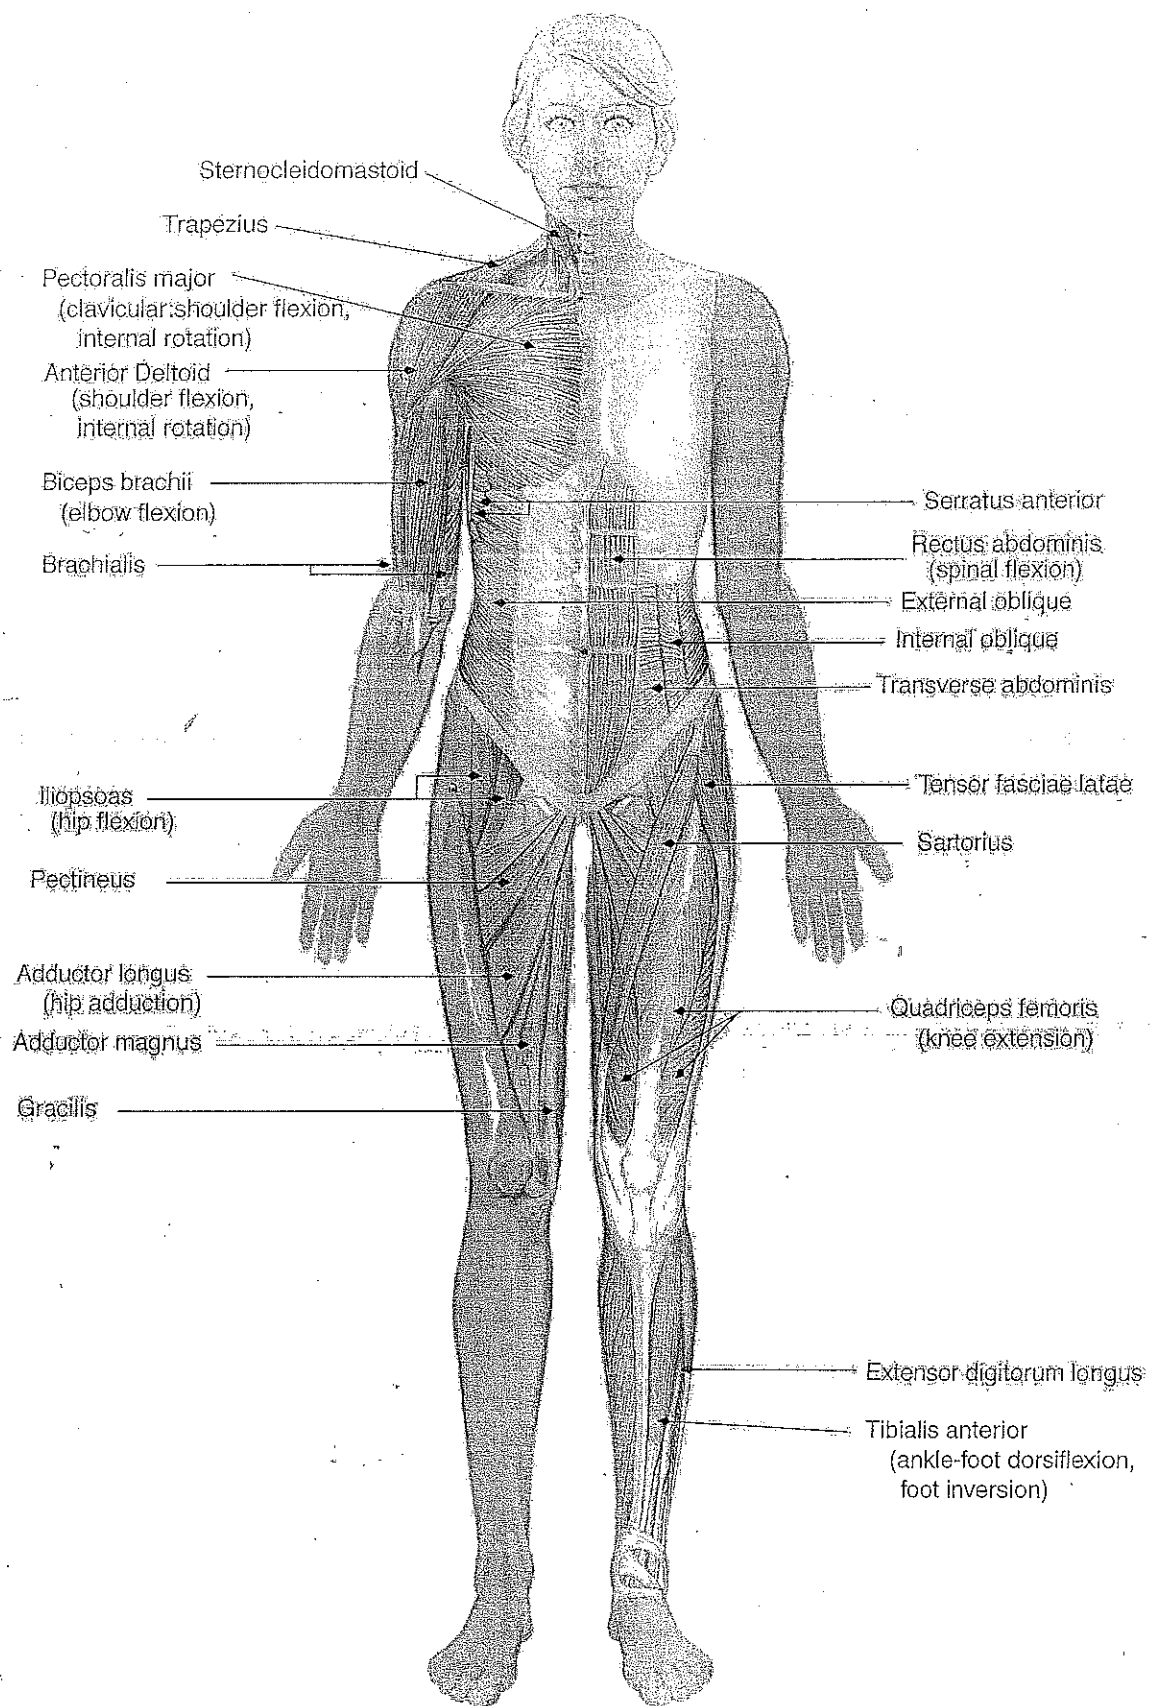 Sternocleidomastoid
Trapezius
Pectoralis major
(clavicular:shoulder flexion,
internal rotation)
Anterior Deltoid
(shoulder flexion,
internal rotation)
Biceps brachii
(elbow flexion)
Brachialis
Iliopsoas
(hip flexion)
Pectineus
Adductor longus
(hip adduction)
Adductor magnus
Gracilis
Serratus anterior
Rectus abdominis
(spinal flexion)
External oblique
Internal oblique
Transverse abdominis
Tensor fasciae latae
Sartorius
Quadriceps femoris
(knee extension)
Extensor digitorum longus
Tibialis anterior
(ankle-foot dorsiflexion,
foot inversion)